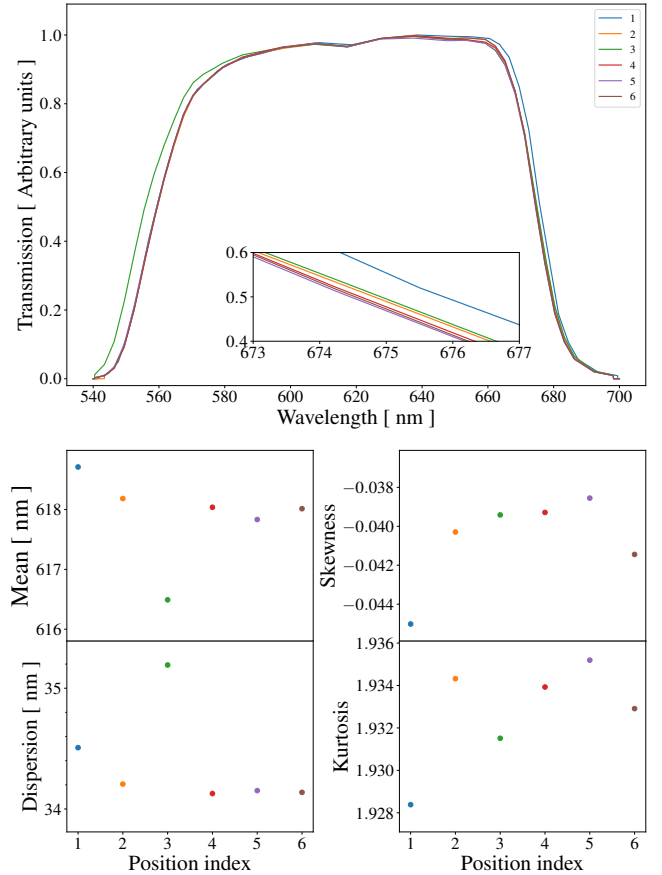 Transmission [ Arbitrary units]
1.0
0.8
0.6
0.4
0.2
0.0
1
2
3
4
5
6
0.6
0.5
0.4
673 674 675 676 677
540 560 580 600 620 640 660 680 700
Wavelength [ nm ]
Mean [ nm ]
618
617
616
Skewness
−0.038
−0.040
−0.042
−0.044
Dispersion [ nm ]
35
34
1 2 3 4 5 6
Position index
Kurtosis
1.936
1.934
1.932
1.930
1.928
1 2 3 4 5 6
Position index